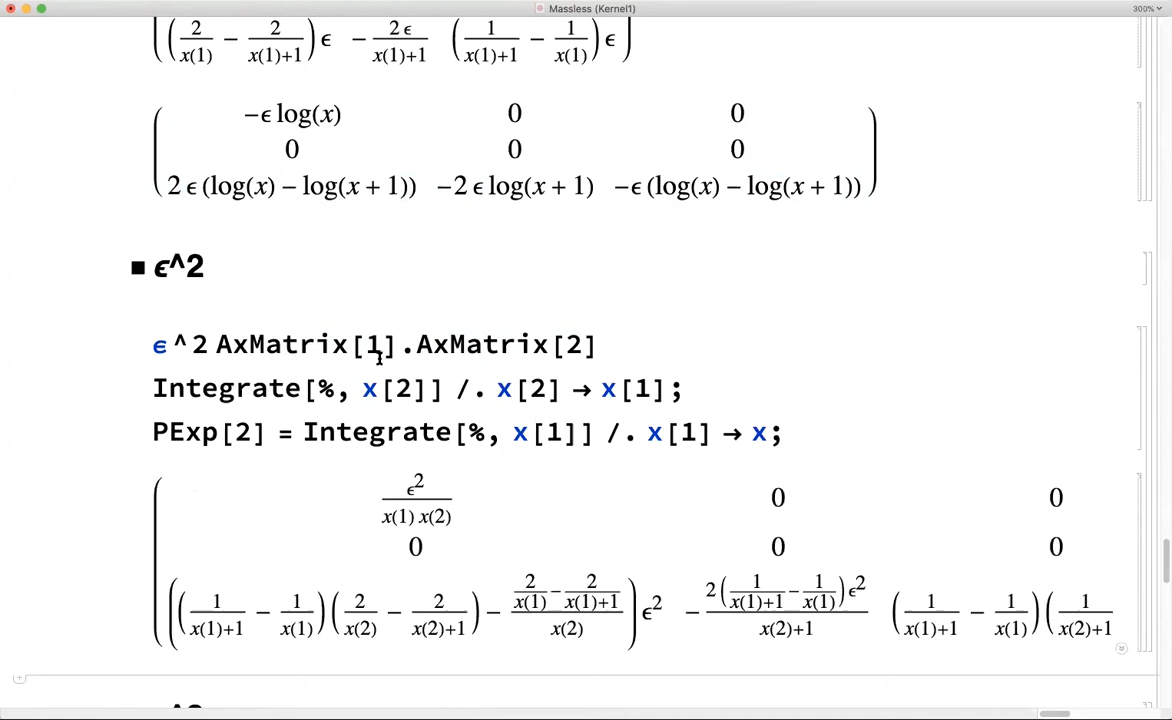 Massless (Kernel1)
300%
((2/x(1) − 2/(x(1)+1)) ϵ   −2 ϵ/(x(1)+1)   (1/(x(1)+1) − 1/x(1)) ϵ)
−ϵ log(x) 0 0
0 0 0
2 ϵ (log(x) − log(x + 1)) −2 ϵ log(x + 1) −ϵ (log(x) − log(x + 1))
■ ϵ^2
ϵ^2 AxMatrix[1].AxMatrix[2]
Integrate[%, x[2]] /. x[2] → x[1];
PExp[2] = Integrate[%, x[1]] /. x[1] → x;
ϵ²/(x(1) x(2)) 0 0
0 0 0
((1/(x(1)+1) − 1/x(1)) (2/x(2) − 2/(x(2)+1)) − (2/x(1) − 2/(x(1)+1))/x(2)) ϵ²   −2(1/(x(1)+1) − 1/x(1)) ϵ²/(x(2)+1)   (1/(x(1)+1) − 1/x(1)) (1/(x(2)+1)